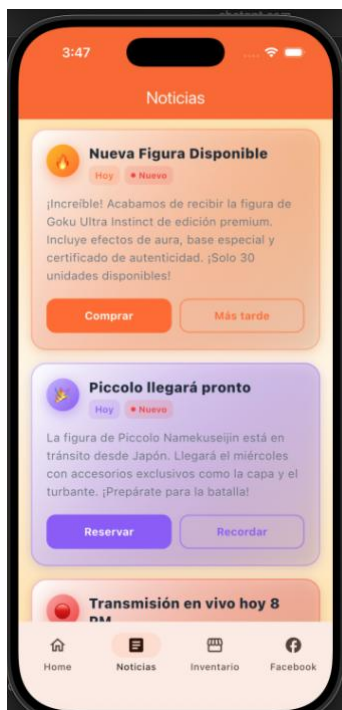 3:47
Noticias
Nueva Figura Disponible
Hoy • Nuevo
¡Increíble! Acabamos de recibir la figura de
Goku Ultra Instinct de edición premium.
Incluye efectos de aura, base especial y
certificado de autenticidad. ¡Solo 30
unidades disponibles!
Comprar Más tarde
Piccolo llegará pronto
Hoy • Nuevo
La figura de Piccolo Namekuseijin está en
tránsito desde Japón. Llegará el miércoles
con accesorios exclusivos como la capa y el
turbante. ¡Prepárate para la batalla!
Reservar Recordar
Transmisión en vivo hoy 8
PM
Home Noticias Inventario Facebook